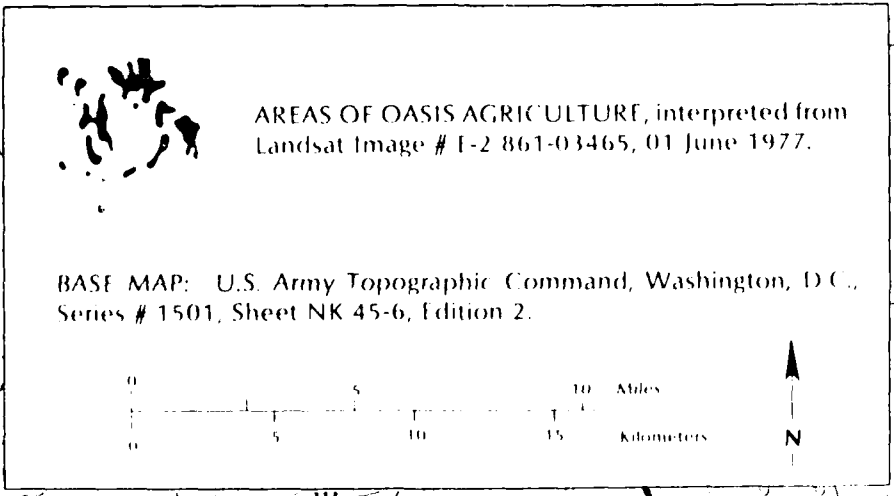 AREAS OF OASIS AGRICULTURE, interpreted from
Landsat Image # E-2 861-03465, 01 June 1977.
BASE MAP: U.S. Army Topographic Command, Washington, D.C.,
Series # 1501, Sheet NK 45-6, Edition 2.
0 5 10 Miles
0 5 10 15 Kilometers
N